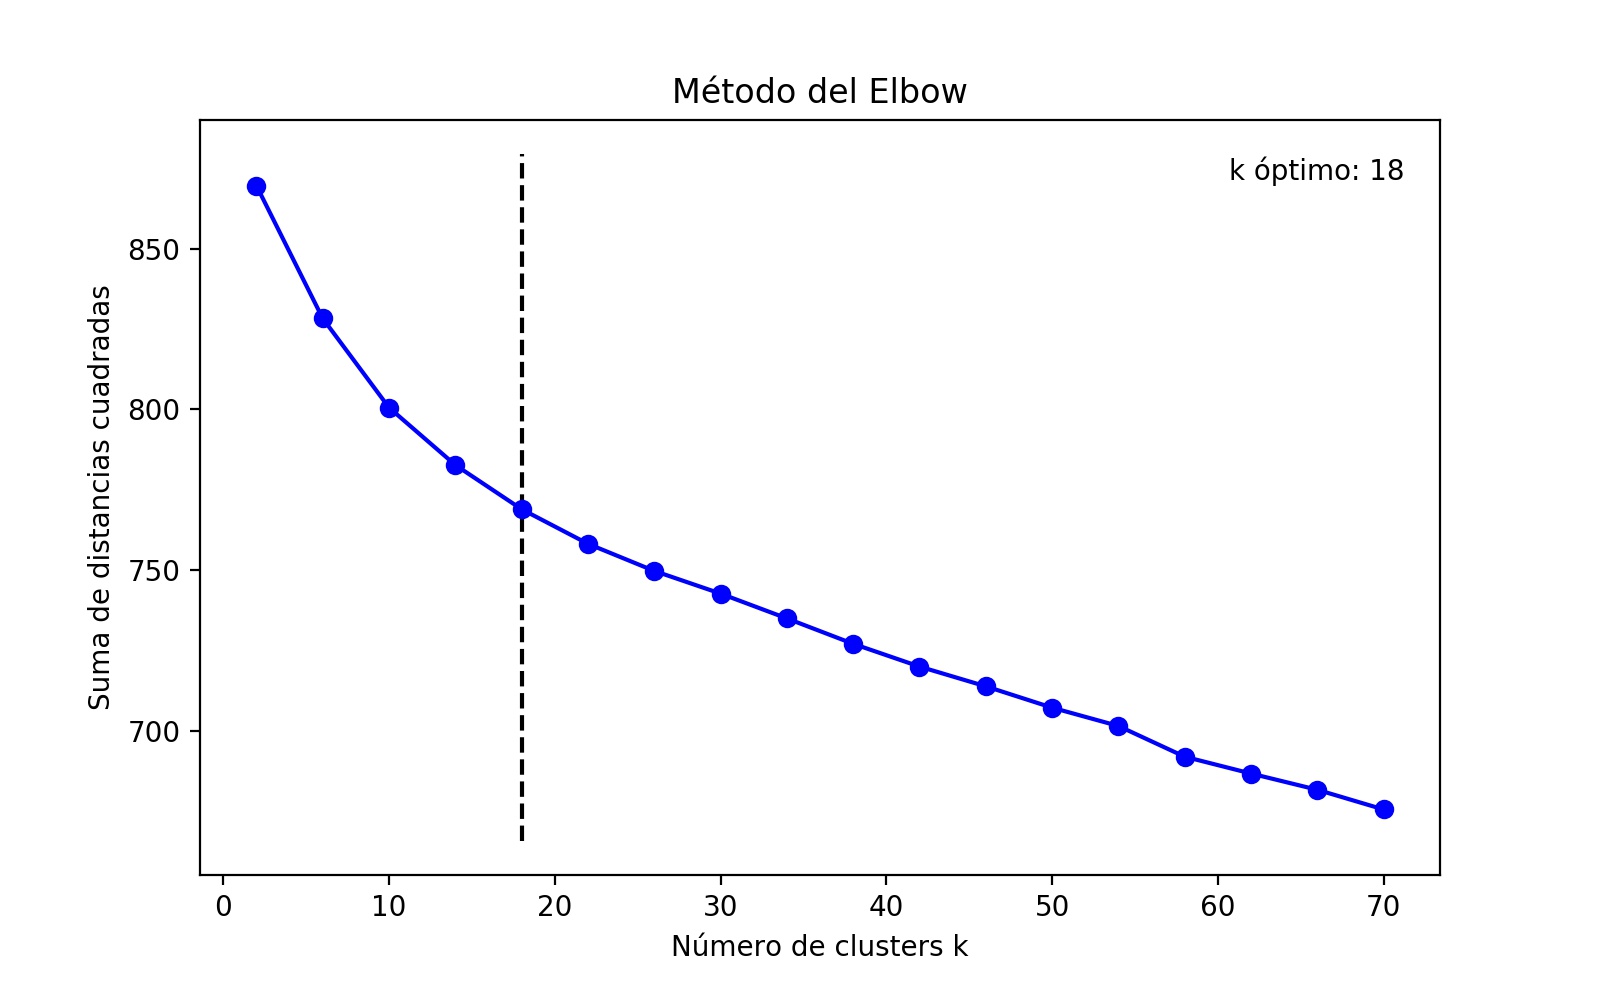 Método del Elbow
k óptimo: 18
Suma de distancias cuadradas
850
800
750
700
0 10 20 30 40 50 60 70
Número de clusters k